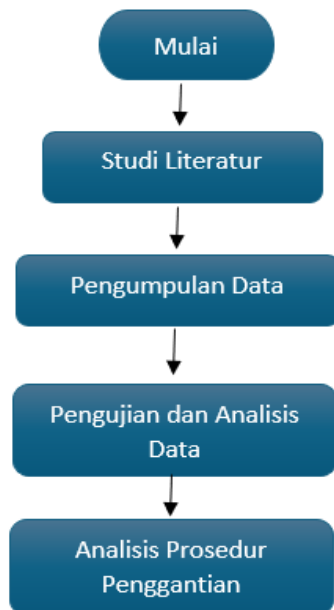 Mulai
Studi Literatur
Pengumpulan Data
Pengujian dan Analisis
Data
Analisis Prosedur
Penggantian